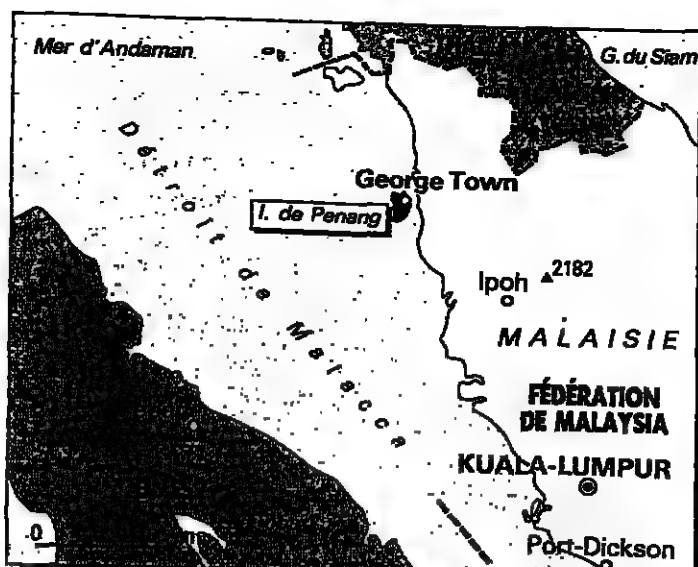 Mer d'Andaman
G. du Siam
Détroit de Malacca
George Town
I. de Penang
Ipoh
2182
MALAISIE
FÉDÉRATION
DE MALAYSIA
KUALA-LUMPUR
0
Port-Dickson